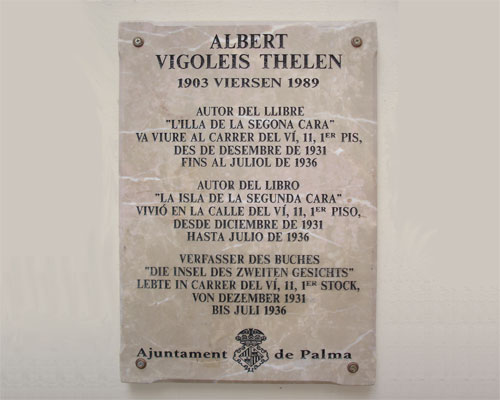 ALBERT
VIGOLEIS THELEN
1903 VIERSEN 1989
AUTOR DEL LLIBRE
"L'ILLA DE LA SEGONA CARA"
VA VIURE AL CARRER DEL VÍ, 11, 1ER PIS,
DES DE DESEMBRE DE 1931
FINS AL JULIOL DE 1936
AUTOR DEL LIBRO
"LA ISLA DE LA SEGUNDA CARA"
VIVIÓ EN LA CALLE DEL VÍ, 11, 1ER PISO,
DESDE DICIEMBRE DE 1931
HASTA JULIO DE 1936
VERFASSER DES BUCHES
"DIE INSEL DES ZWEITEN GESICHTS"
LEBTE IN CARRER DEL VÍ, 11, 1ER STOCK,
VON DEZEMBER 1931
BIS JULI 1936
Ajuntament de Palma